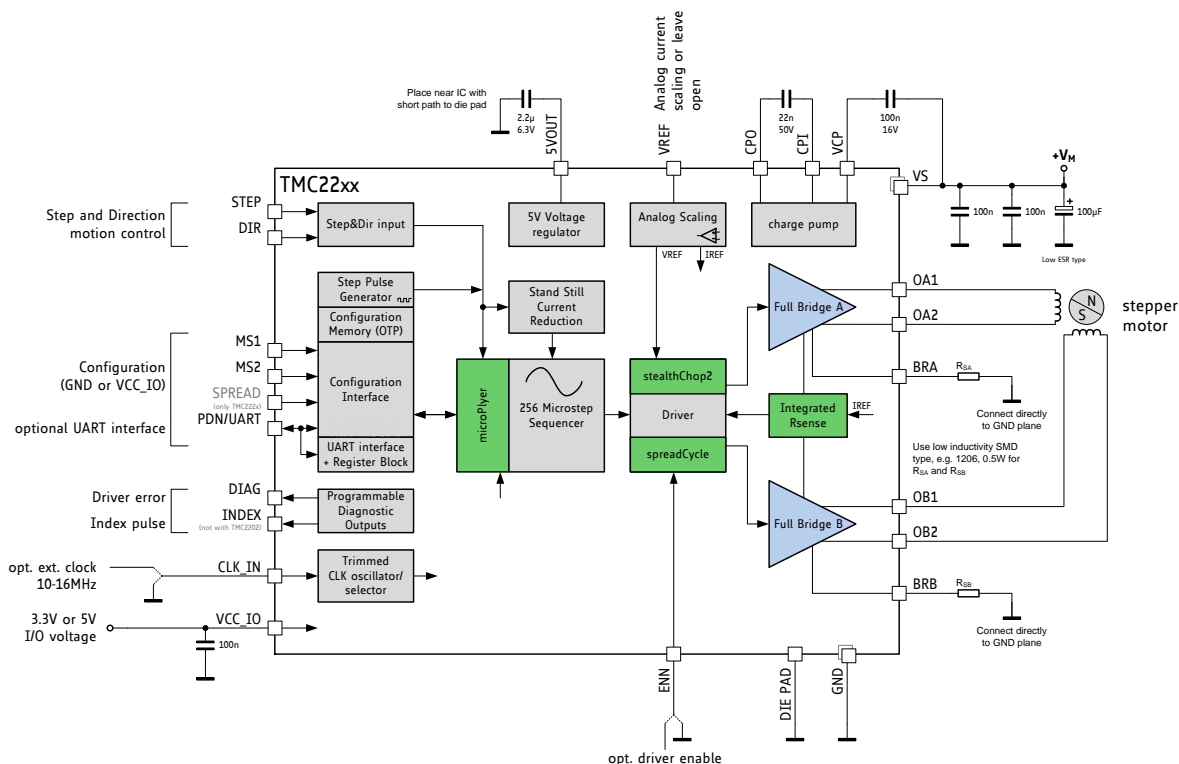 Analog current
scaling or leave
open
Place near IC with
short path to die pad
2.2µ
6.3V
5VOUT
VREF
22n
50V
CPO
CPI
VCP
100n
16V
+VM
VS
100n
100n
+
100µF
Low ESR type
TMC22xx
Step and Direction
motion control
STEP
DIR
Step&Dir input
5V Voltage
regulator
Analog Scaling
VREF
IREF
charge pump
Step Pulse
Generator
Configuration
Memory (OTP)
Stand Still
Current
Reduction
Full Bridge A
OA1
OA2
N
S
stepper
motor
Configuration
(GND or VCC_IO)
MS1
MS2
SPREAD
(only TMC222x)
PDN/UART
optional UART interface
Configuration
Interface
UART interface
+ Register Block
microPlyer
256 Microstep
Sequencer
stealthChop2
Driver
spreadCycle
Integrated
Rsense
IREF
BRA
RSA
Connect directly
to GND plane
Use low inductivity SMD
type, e.g. 1206, 0.5W for
RSA and RSB
Driver error
Index pulse
DIAG
INDEX
(not with TMC2202)
Programmable
Diagnostic
Outputs
Full Bridge B
OB1
OB2
opt. ext. clock
10-16MHz
CLK_IN
Trimmed
CLK oscillator/
selector
BRB
RSB
Connect directly
to GND plane
3.3V or 5V
I/O voltage
VCC_IO
100n
ENN
DIE PAD
GND
opt. driver enable